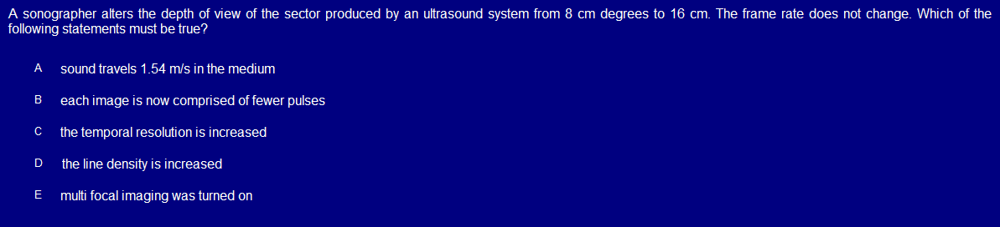 A sonographer alters the depth of view of the sector produced by an ultrasound system from 8 cm degrees to 16 cm. The frame rate does not change. Which of the
following statements must be true?
A sound travels 1.54 m/s in the medium
B each image is now comprised of fewer pulses
C the temporal resolution is increased
D the line density is increased
E multi focal imaging was turned on